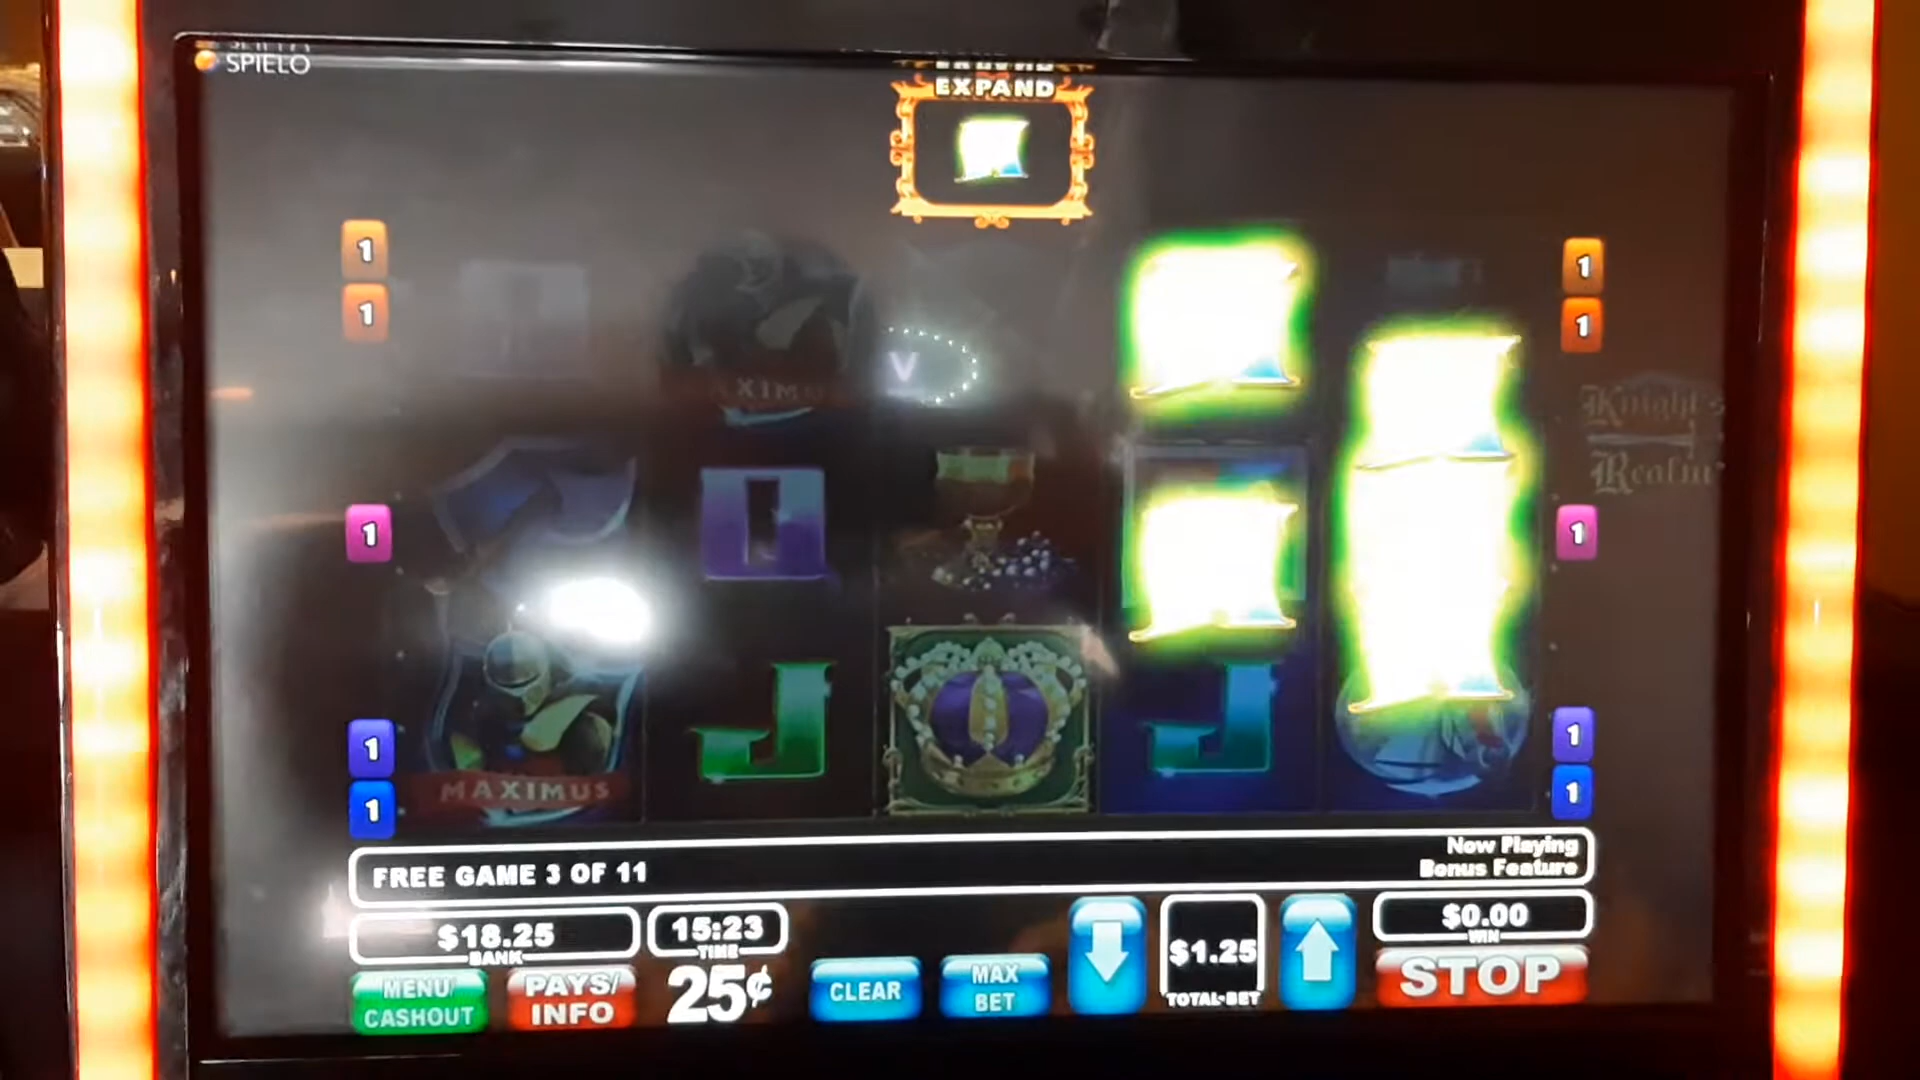 SPIELO
EXPAND
1
1
1
1
V
1
1
Knight's
Realm
1
1
1
1
MAXIMUS
FREE GAME 3 OF 11
Now Playing
Bonus Feature
$18.25
BANK
15:23
TIME
$1.25
TOTAL-BET
$0.00
WIN
MENU/
CASHOUT
PAYS/
INFO
25¢
CLEAR
MAX
BET
STOP